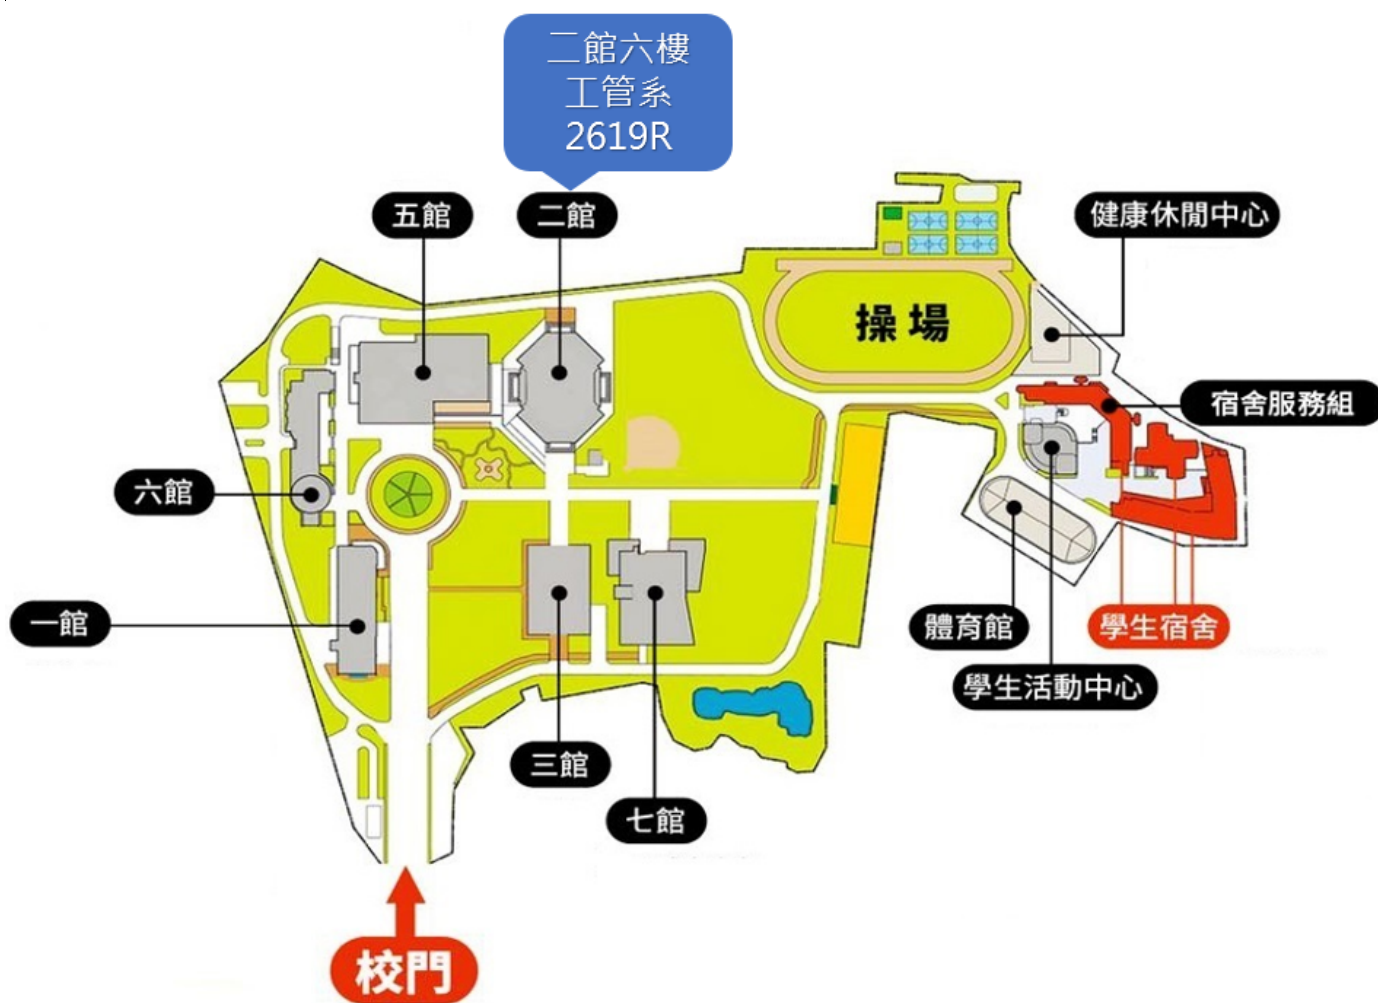 二館六樓
工管系
2619R
五館
二館
健康休閒中心
操場
宿舍服務組
六館
一館
體育館
學生宿舍
學生活動中心
三館
七館
校門